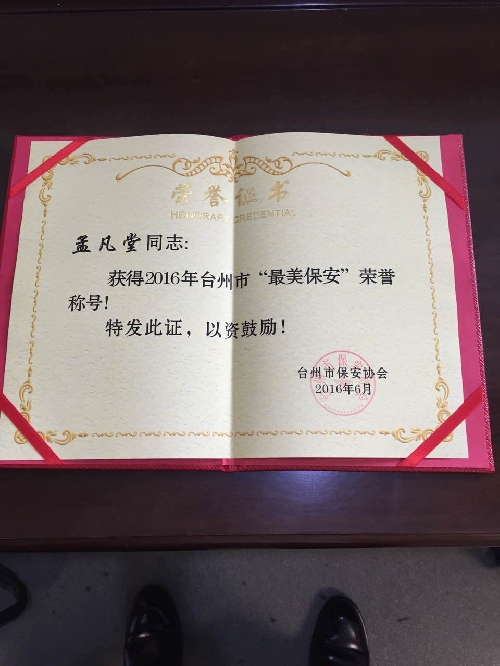 荣誉证书
HONORARY CREDENTIAL
孟凡堂同志:
获得2016年台州市“最美保安”荣誉
称号!
特发此证，以资鼓励!
台州市保安协会
2016年6月